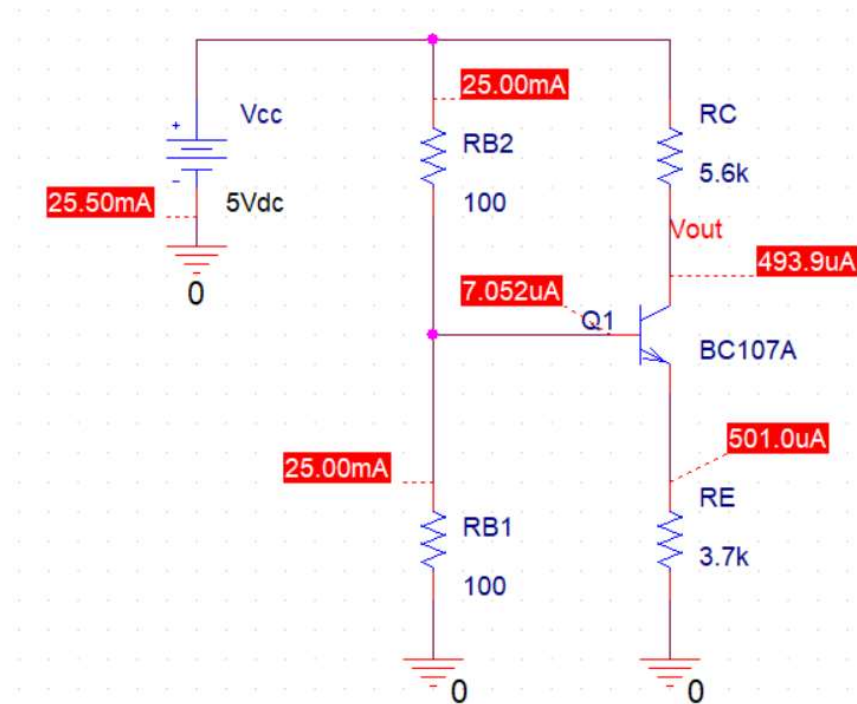 25.00mA
Vcc
RC
+
RB2
5.6k
-
25.50mA
5Vdc
100
Vout
493.9uA
0
7.052uA
Q1
BC107A
501.0uA
25.00mA
RE
RB1
3.7k
100
0
0